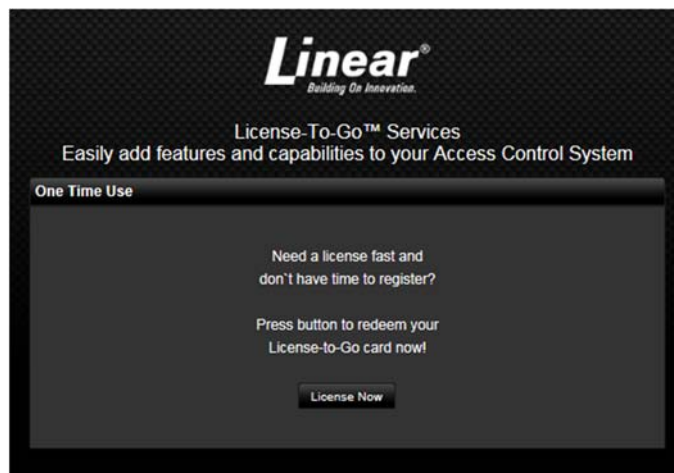 Linear®
Building On Innovation.
License-To-Go™ Services
Easily add features and capabilities to your Access Control System
One Time Use
Need a license fast and
don`t have time to register?
Press button to redeem your
License-to-Go card now!
License Now